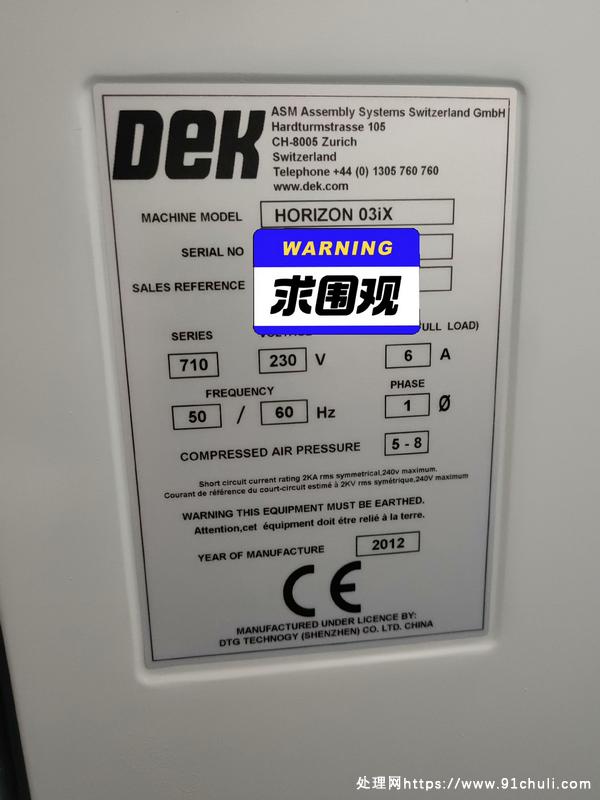 DEK
ASM Assembly Systems Switzerland GmbH
Hardturmstrasse 105
CH-8005 Zurich
Switzerland
Telephone +44 (0) 1305 760 760
www.dek.com
MACHINE MODEL HORIZON 03iX
SERIAL NO
WARNING
SALES REFERENCE
求围观
SERIES (FULL LOAD)
710 230 V 6 A
FREQUENCY PHASE
50 / 60 Hz 1 Ø
COMPRESSED AIR PRESSURE 5 - 8
Short circuit current rating 2KA rms symmetrical,240v maximum.
Courant de référence du court-circuit estimé à 2KV rms symétrique,240v maximum
WARNING THIS EQUIPMENT MUST BE EARTHED.
Attention,cet équipement doit étre relié à la terre.
YEAR OF MANUFACTURE 2012
CE
MANUFACTURED UNDER LICENCE BY:
DTG TECHNOGY (SHENZHEN) CO. LTD. CHINA
处理网https://www.91chuli.com/